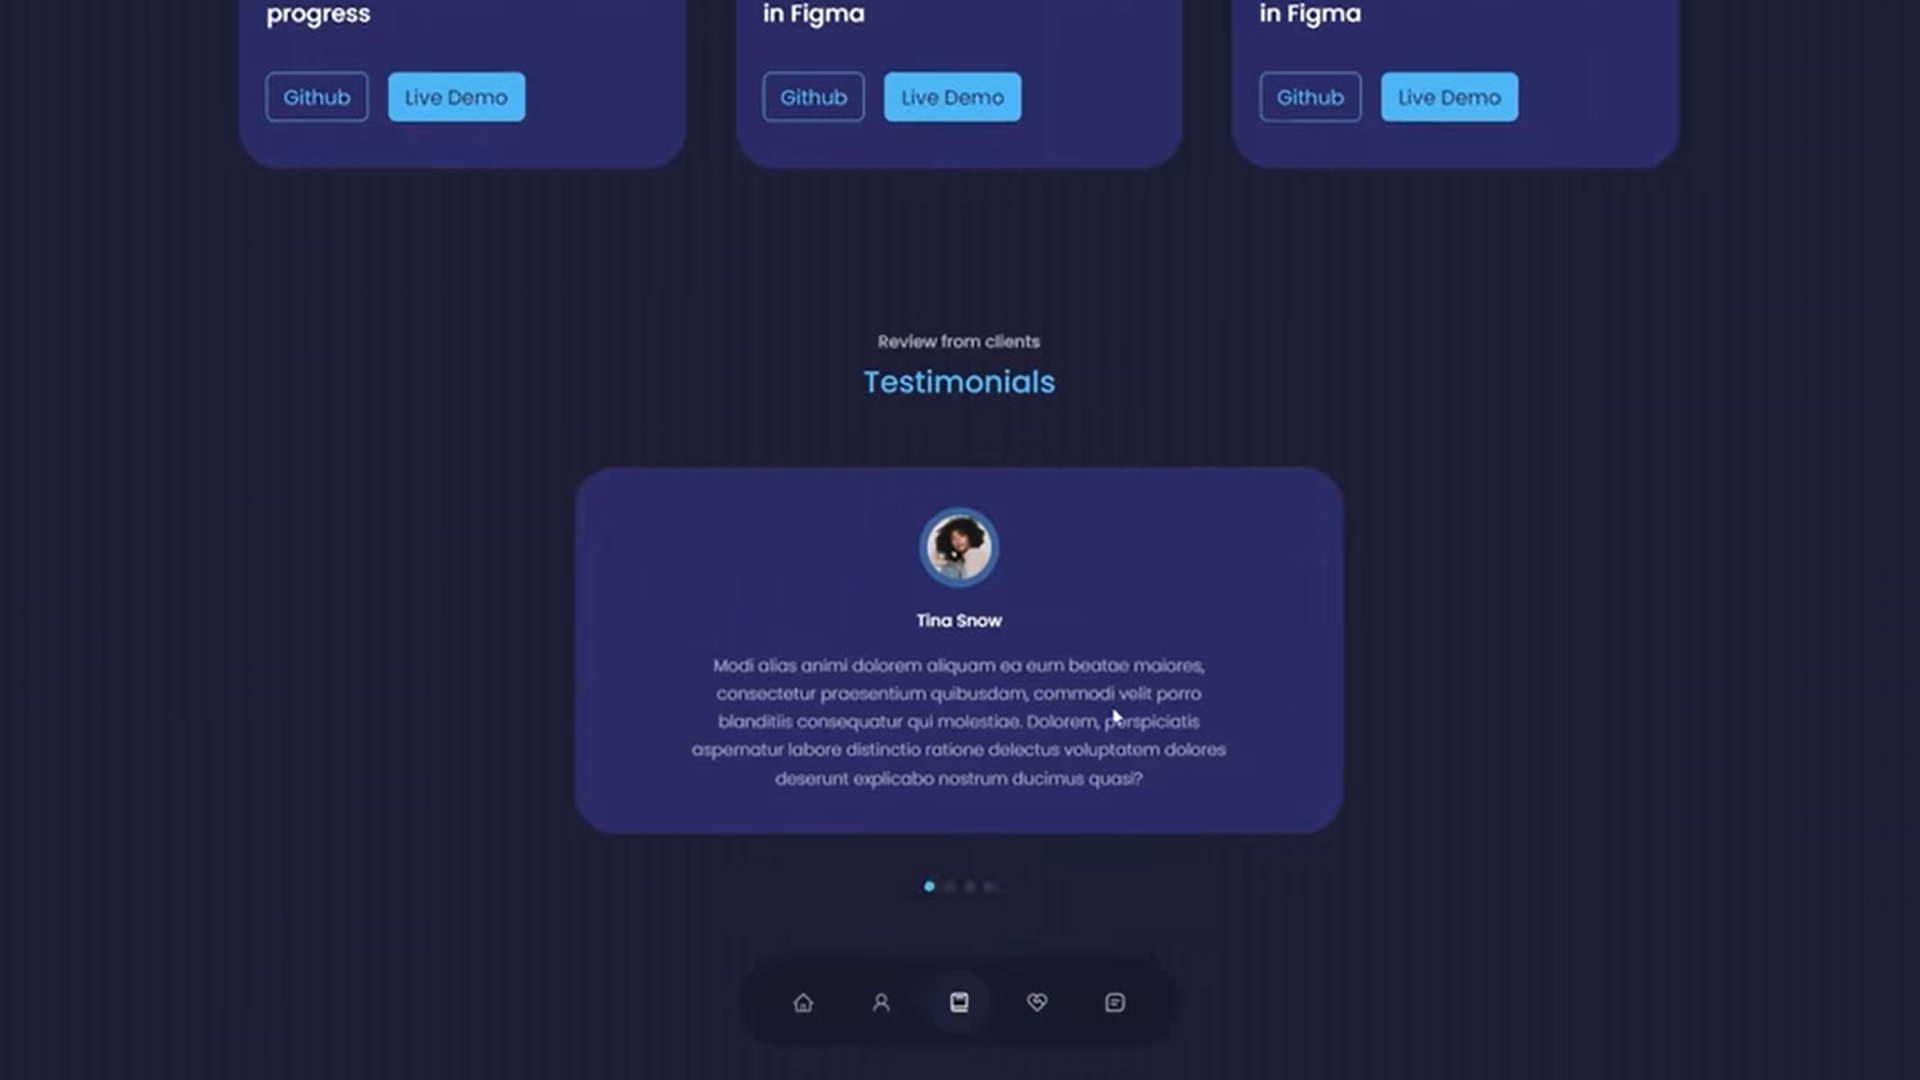 progress
in Figma
in Figma
Github
Live Demo
Github
Live Demo
Github
Live Demo
Review from clients
Testimonials
Tina Snow
Modi alias animi dolorem aliquam ea eum beatae maiores,
consectetur praesentium quibusdam, commodi velit porro
blanditiis consequatur qui molestiae. Dolorem, perspiciatis
aspernatur labore distinctio ratione delectus voluptatem dolores
deserunt explicabo nostrum ducimus quasi?